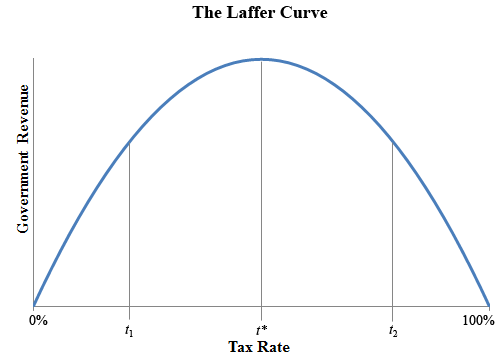 The Laffer Curve
Government Revenue
0%
t1
t*
t2
100%
Tax Rate